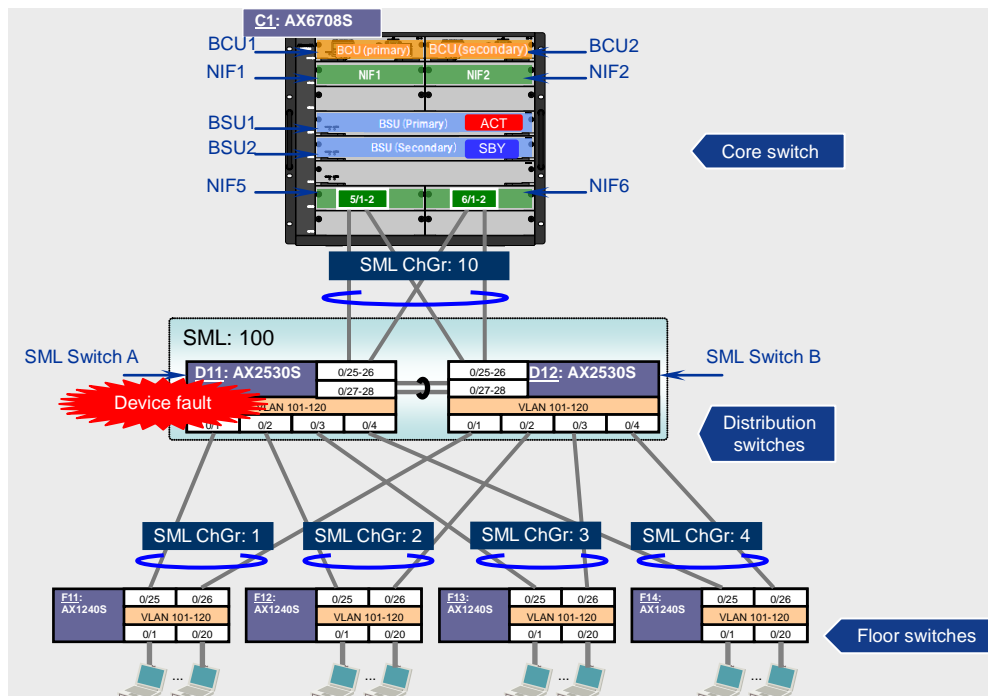 C1: AX6708S
BCU1
BCU (primary)
BCU (secondary)
BCU2
NIF1
NIF1
NIF2
NIF2
BSU1
BSU (Primary)
ACT
BSU2
BSU (Secondary)
SBY
Core switch
NIF5
5/1-2
6/1-2
NIF6
SML ChGr: 10
SML: 100
SML Switch A
SML Switch B
D11: AX2530S
0/25-26
0/25-26
D12: AX2530S
0/27-28
0/27-28
Device fault
VLAN 101-120
VLAN 101-120
0/1
0/2
0/3
0/4
0/1
0/2
0/3
0/4
Distribution
switches
SML ChGr: 1
SML ChGr: 2
SML ChGr: 3
SML ChGr: 4
F11:
AX1240S
0/25
0/26
VLAN 101-120
0/1
0/20
F12:
AX1240S
0/25
0/26
VLAN 101-120
0/1
0/20
F13:
AX1240S
0/25
0/26
VLAN 101-120
0/1
0/20
F14:
AX1240S
0/25
0/26
VLAN 101-120
0/1
0/20
Floor switches
...
...
...
...